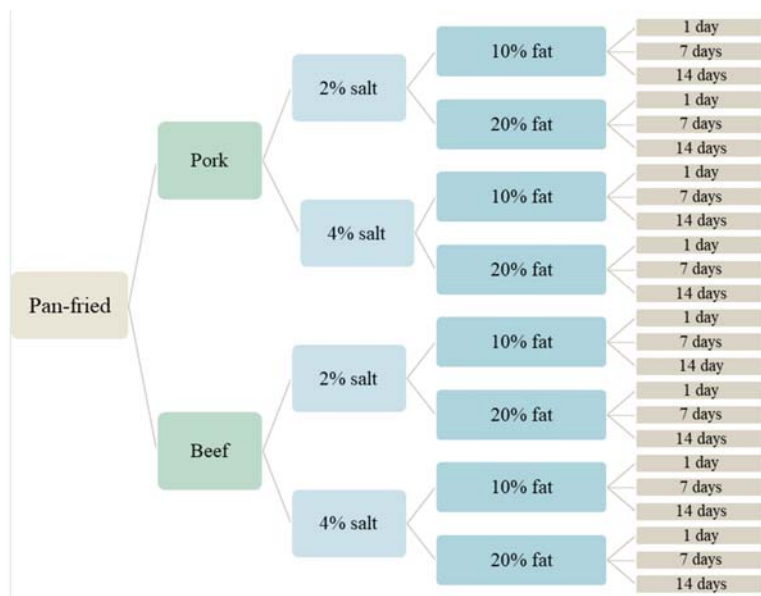 1 day
10% fat
7 days
14 days
2% salt
1 day
20% fat
7 days
14 days
Pork
1 day
10% fat
7 days
14 days
4% salt
1 day
20% fat
7 days
14 days
Pan-fried
1 day
10% fat
7 days
14 day
2% salt
1 day
20% fat
7 days
14 days
Beef
1 day
10% fat
7 days
14 days
4% salt
1 day
20% fat
7 days
14 days